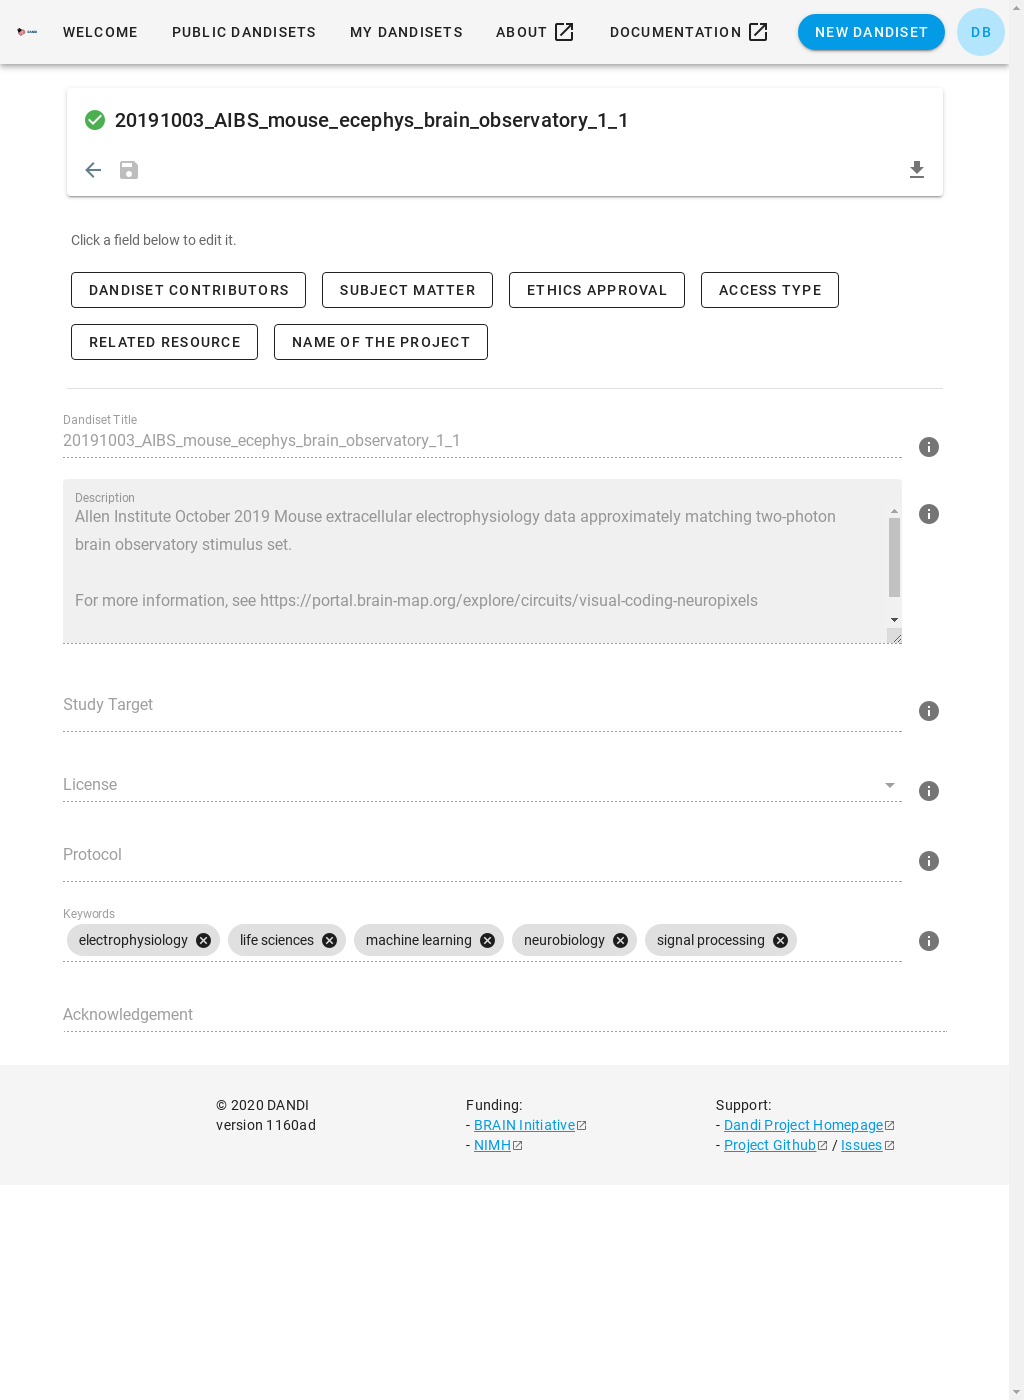 WELCOME PUBLIC DANDISETS MY DANDISETS ABOUT DOCUMENTATION NEW DANDISET DB
20191003_AIBS_mouse_ecephys_brain_observatory_1_1
Click a field below to edit it.
DANDISET CONTRIBUTORS SUBJECT MATTER ETHICS APPROVAL ACCESS TYPE
RELATED RESOURCE NAME OF THE PROJECT
Dandiset Title
20191003_AIBS_mouse_ecephys_brain_observatory_1_1
Description
Allen Institute October 2019 Mouse extracellular electrophysiology data approximately matching two-photon
brain observatory stimulus set.
For more information, see https://portal.brain-map.org/explore/circuits/visual-coding-neuropixels
Study Target
License
Protocol
Keywords
electrophysiology life sciences machine learning neurobiology signal processing
Acknowledgement
© 2020 DANDI
version 1160ad
Funding:
- BRAIN Initiative
- NIMH
Support:
- Dandi Project Homepage
- Project Github / Issues